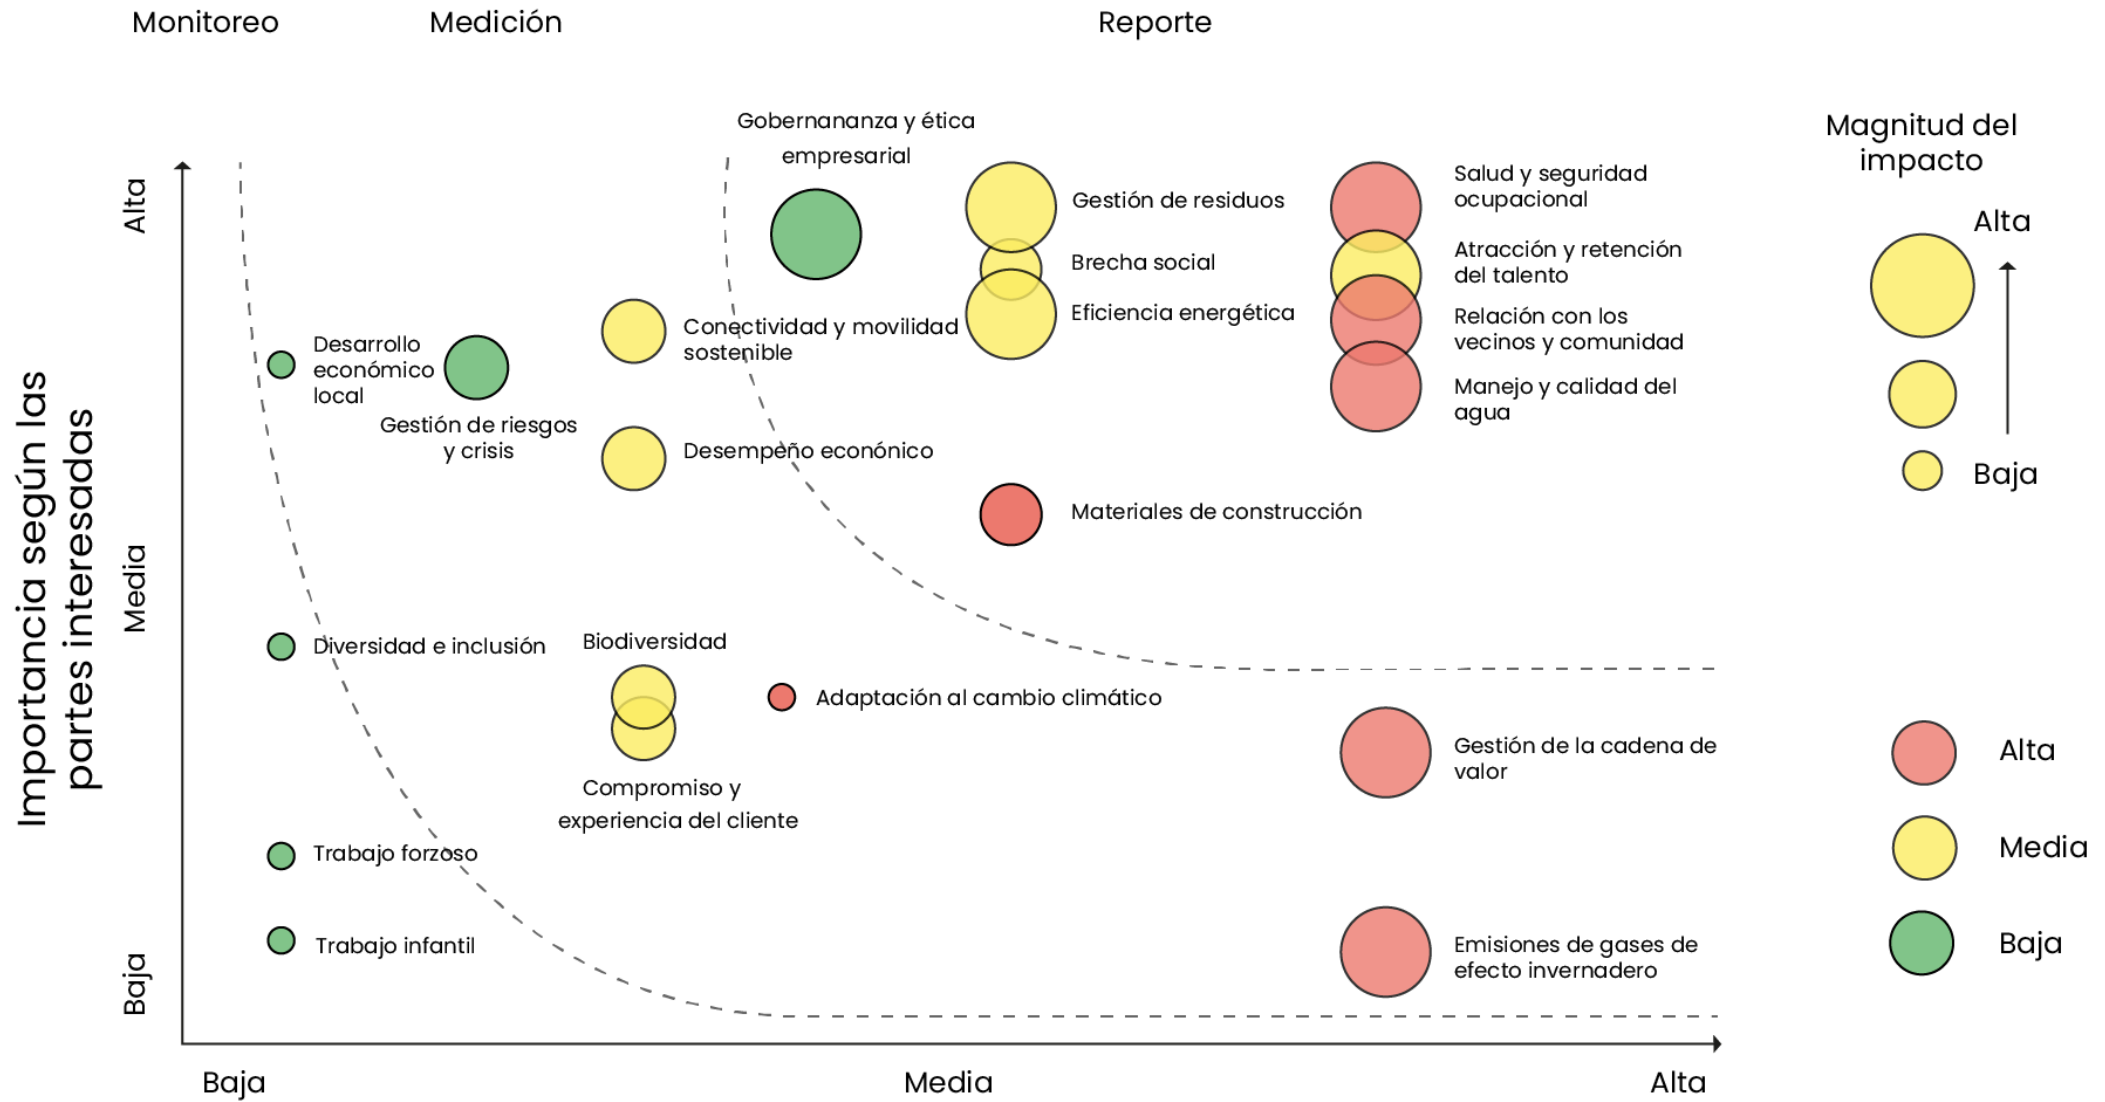 Monitoreo
Medición
Reporte
Gobernananza y ética
empresarial
Magnitud del
impacto
Alta
Baja
Importancia según las
partes interesadas
Alta
Media
Baja
Gestión de residuos
Brecha social
Eficiencia energética
Salud y seguridad
ocupacional
Atracción y retención
del talento
Relación con los
vecinos y comunidad
Manejo y calidad del
agua
Conectividad y movilidad
sostenible
Desarrollo
económico
local
Gestión de riesgos
y crisis
Desempeño econónico
Materiales de construcción
Diversidad e inclusión
Biodiversidad
Adaptación al cambio climático
Compromiso y
experiencia del cliente
Gestión de la cadena de
valor
Trabajo forzoso
Trabajo infantil
Emisiones de gases de
efecto invernadero
Alta
Media
Baja
Baja
Media
Alta